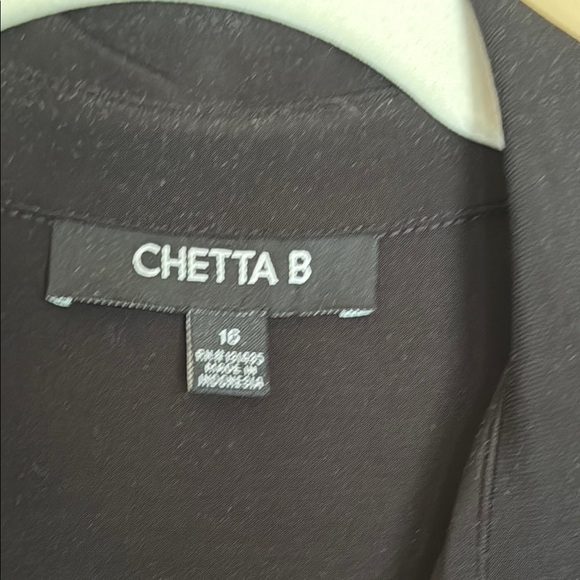 CHETTA B
16
MADE IN
INDONESIA